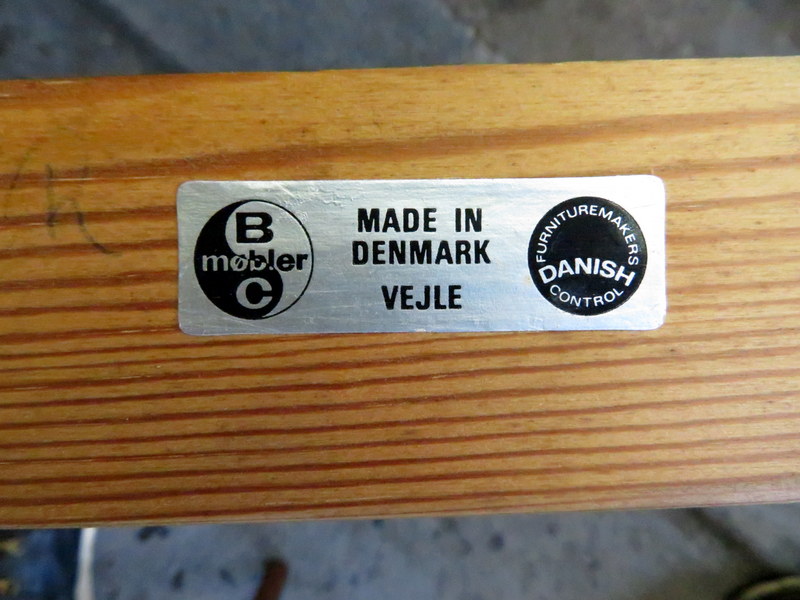 B
møbler
C
MADE IN
DENMARK
VEJLE
FURNITUREMAKERS
DANISH
CONTROL